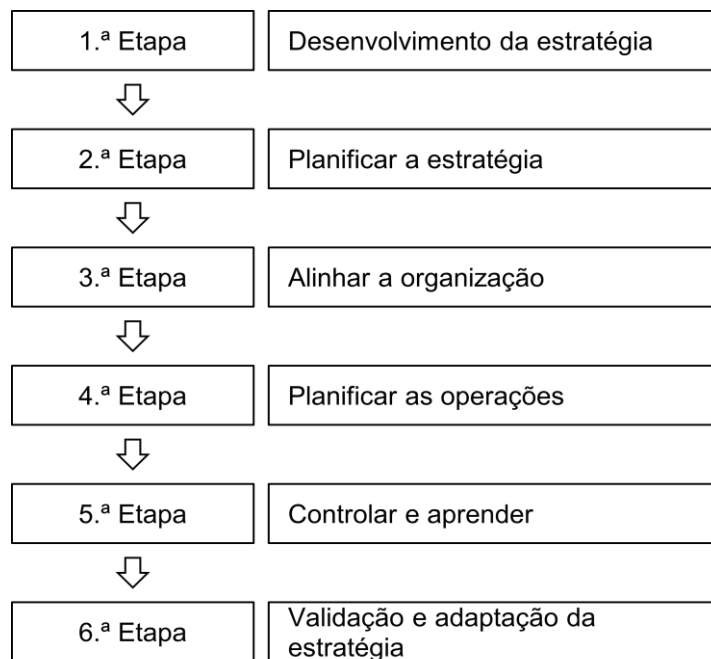 1.ª Etapa
Desenvolvimento da estratégia
2.ª Etapa
Planificar a estratégia
3.ª Etapa
Alinhar a organização
4.ª Etapa
Planificar as operações
5.ª Etapa
Controlar e aprender
6.ª Etapa
Validação e adaptação da
estratégia